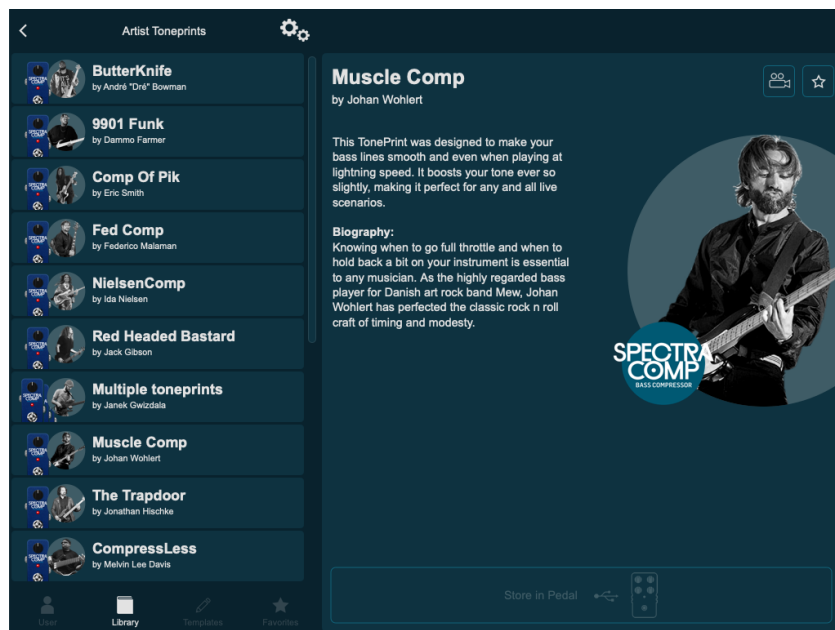 Artist Toneprints
ButterKnife
by André "Dré" Bowman
9901 Funk
by Dammo Farmer
Comp Of Pik
by Eric Smith
Fed Comp
by Federico Malaman
NielsenComp
by Ida Nielsen
Red Headed Bastard
by Jack Gibson
Multiple toneprints
by Janek Gwizdala
Muscle Comp
by Johan Wohlert
The Trapdoor
by Jonathan Hischke
CompressLess
by Melvin Lee Davis
User
Library
Templates
Favorites
Muscle Comp
by Johan Wohlert
This TonePrint was designed to make your
bass lines smooth and even when playing at
lightning speed. It boosts your tone ever so
slightly, making it perfect for any and all live
scenarios.
Biography:
Knowing when to go full throttle and when to
hold back a bit on your instrument is essential
to any musician. As the highly regarded bass
player for Danish art rock band Mew, Johan
Wohlert has perfected the classic rock n roll
craft of timing and modesty.
SPECTRA
COMP
BASS COMPRESSOR
Store in Pedal